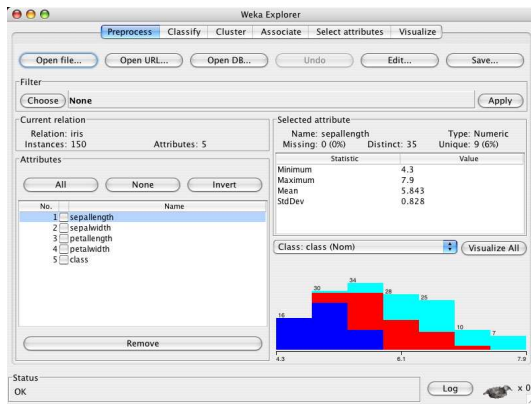 Weka Explorer
Preprocess Classify Cluster Associate Select attributes Visualize
Open file... Open URL... Open DB... Undo Edit... Save...
Filter
Choose None Apply
Current relation
Relation: iris
Instances: 150 Attributes: 5
Selected attribute
Name: sepallength Type: Numeric
Missing: 0 (0%) Distinct: 35 Unique: 9 (6%)
Statistic Value
Minimum 4.3
Maximum 7.9
Mean 5.843
StdDev 0.828
Attributes
All None Invert
No. Name
1 sepallength
2 sepalwidth
3 petallength
4 petalwidth
5 class
Remove
Class: class (Nom) Visualize All
16 30 34 28 25 10 7
4.3 6.1 7.9
Status
OK
Log x 0